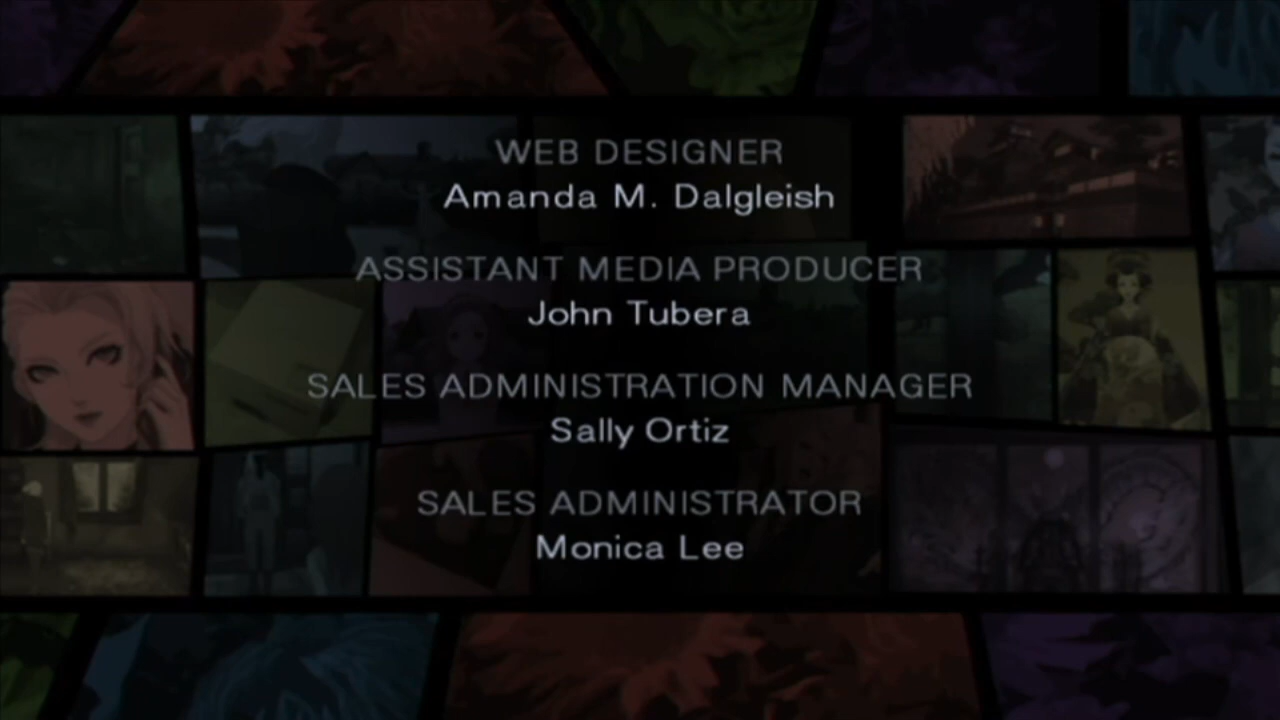 WEB DESIGNER
Amanda M. Dalgleish
ASSISTANT MEDIA PRODUCER
John Tubera
SALES ADMINISTRATION MANAGER
Sally Ortiz
SALES ADMINISTRATOR
Monica Lee